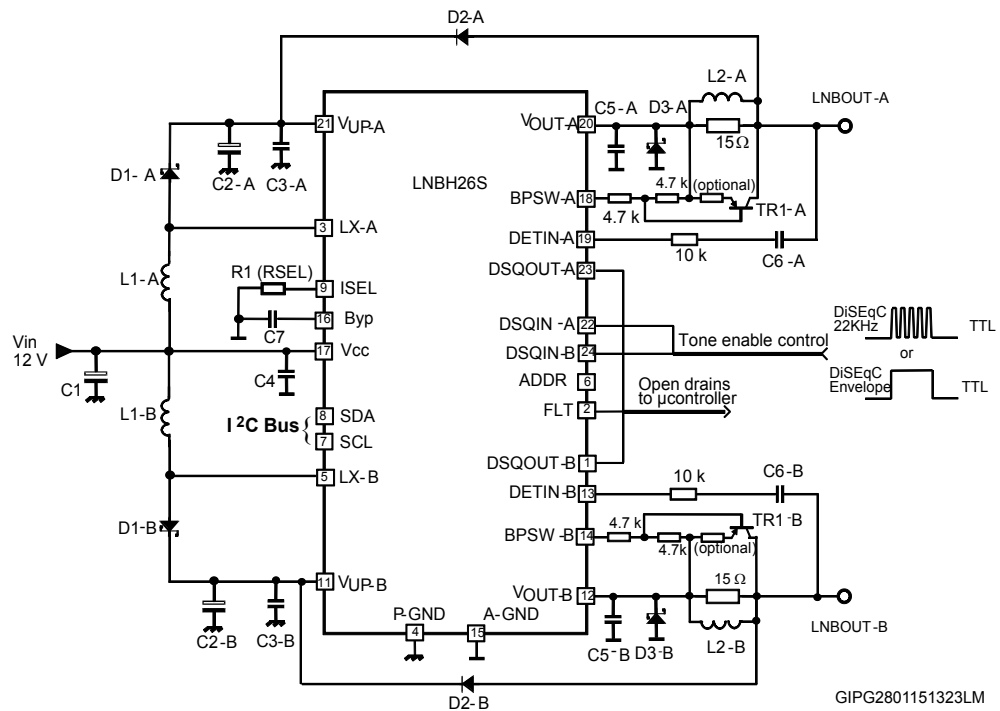 D2-A
L2-A
C5-A
D3-A
LNBOUT-A
21
VUP-A
VOUT-A
20
15Ω
D1-A
C2-A
C3-A
LNBH26S
4.7 k
(optional)
BPSW-A
18
4.7 k
TR1-A
3
LX-A
DETIN-A
19
10 k
C6-A
R1 (RSEL)
DSQOUT-A
23
L1-A
9
ISEL
16
Byp
C7
DSQIN-A
22
DiSEqC
22KHz
TTL
Vin
12 V
17
Vcc
DSQIN-B
24
Tone enable control
or
C1
C4
ADDR
6
DiSEqC
Envelope
TTL
L1-B
I²C Bus {
8
SDA
7
SCL
FLT
2
Open drains
to µcontroller
5
LX-B
DSQOUT-B
1
DETIN-B
13
10 k
C6-B
D1-B
4.7 k
TR1-B
BPSW-B
14
4.7k
(optional)
11
VUP-B
VOUT-B
12
15 Ω
C2-B
C3-B
P-GND
4
A-GND
15
C5-B
D3-B
L2-B
LNBOUT-B
D2-B
GIPG2801151323LM